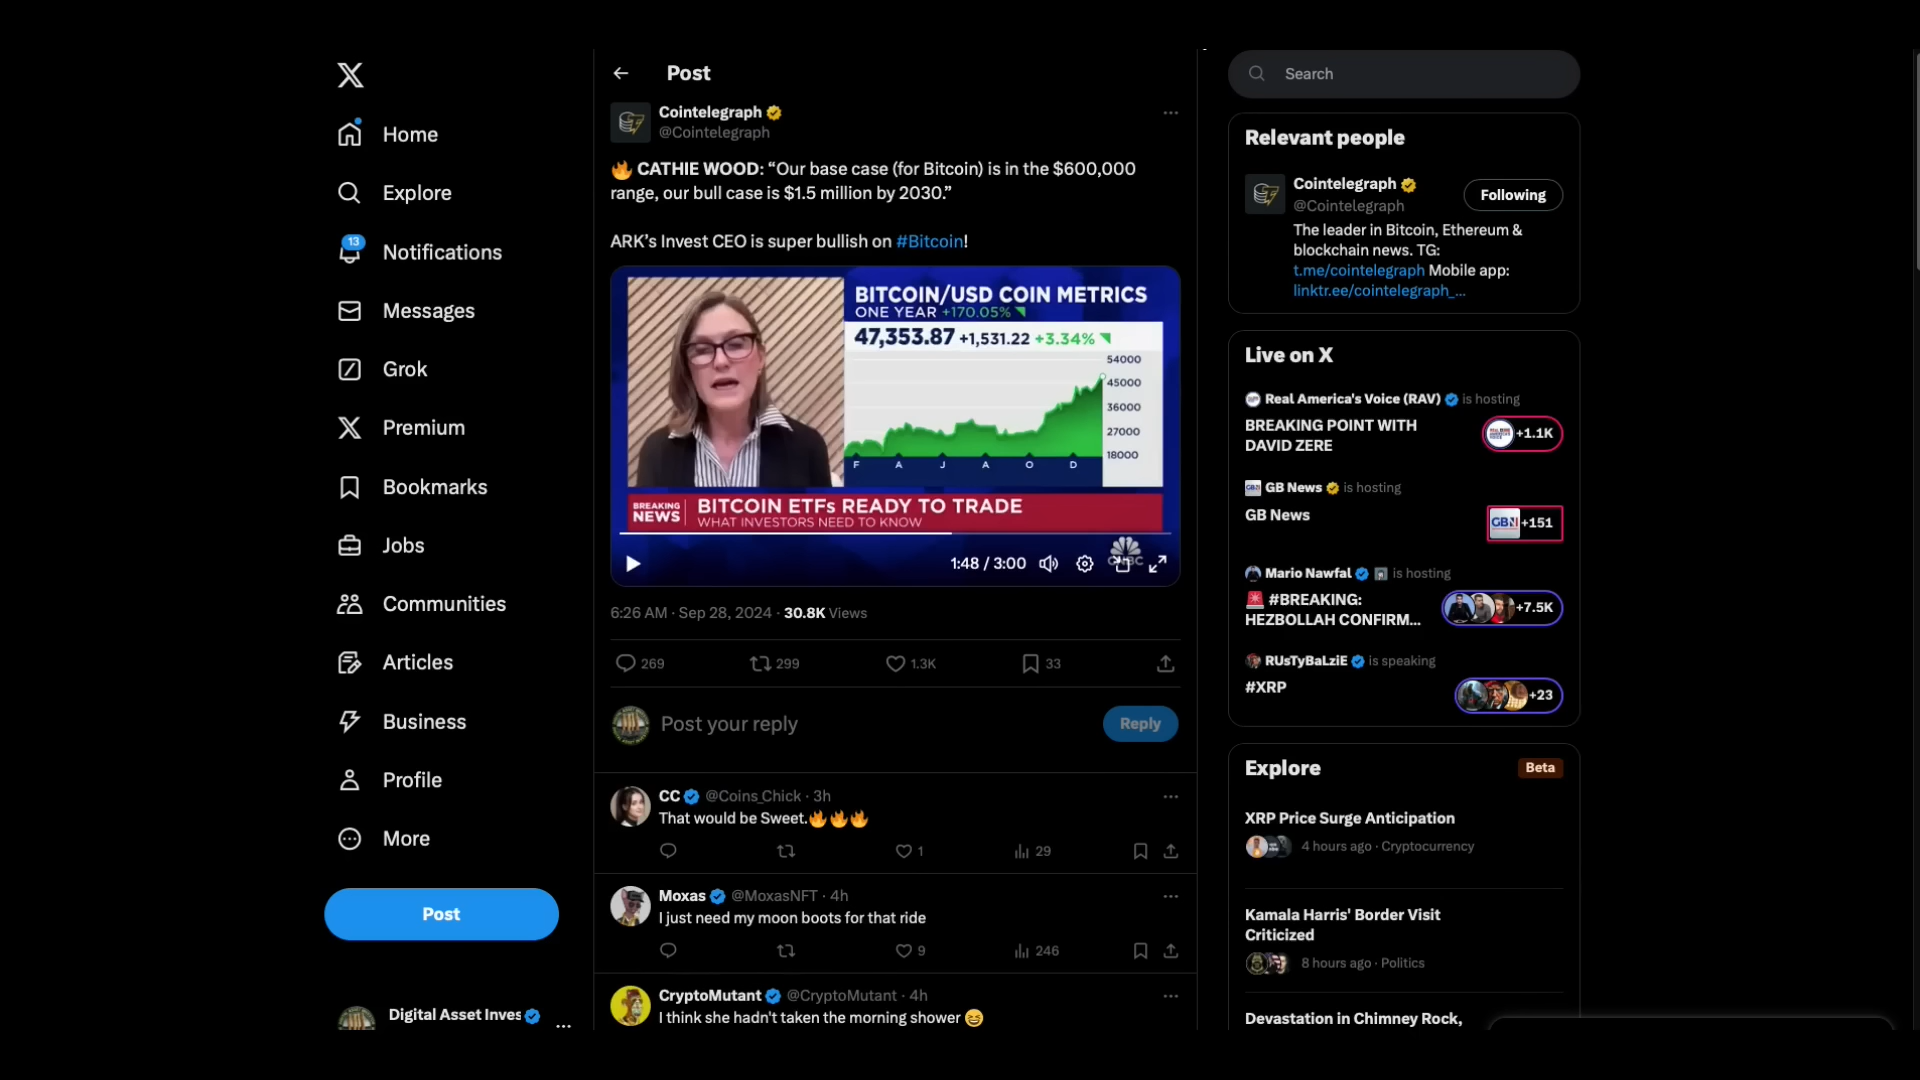 Home
Explore
13
Notifications
Messages
Grok
Premium
Bookmarks
Jobs
Communities
Articles
Business
Profile
More
Post
Digital Asset Inves
Post
Cointelegraph
@Cointelegraph
🔥 CATHIE WOOD: “Our base case (for Bitcoin) is in the $600,000
range, our bull case is $1.5 million by 2030.”
ARK’s Invest CEO is super bullish on #Bitcoin!
BITCOIN/USD COIN METRICS
ONE YEAR +170.05%
47,353.87 +1,531.22 +3.34%
54000
45000
36000
27000
18000
F A J A O D
BREAKING NEWS
BITCOIN ETFs READY TO TRADE
WHAT INVESTORS NEED TO KNOW
CNBC
1:48 / 3:00
6:26 AM · Sep 28, 2024 · 30.8K Views
269 299 1.3K 33
Post your reply
Reply
CC @Coins_Chick · 3h
That would be Sweet.🔥🔥🔥
1 29
Moxas @MoxasNFT · 4h
I just need my moon boots for that ride
9 246
CryptoMutant @CryptoMutant · 4h
I think she hadn't taken the morning shower 😆
Search
Relevant people
Cointelegraph
@Cointelegraph
Following
The leader in Bitcoin, Ethereum &
blockchain news. TG:
t.me/cointelegraph Mobile app:
linktr.ee/cointelegraph_...
Live on X
Real America's Voice (RAV) is hosting
BREAKING POINT WITH
DAVID ZERE
+1.1K
GB News is hosting
GB News
GBN +151
Mario Nawfal is hosting
🚨 #BREAKING:
HEZBOLLAH CONFIRM...
+7.5K
RUsTyBaLziE is speaking
#XRP
+23
Explore
Beta
XRP Price Surge Anticipation
4 hours ago · Cryptocurrency
Kamala Harris' Border Visit
Criticized
8 hours ago · Politics
Devastation in Chimney Rock,